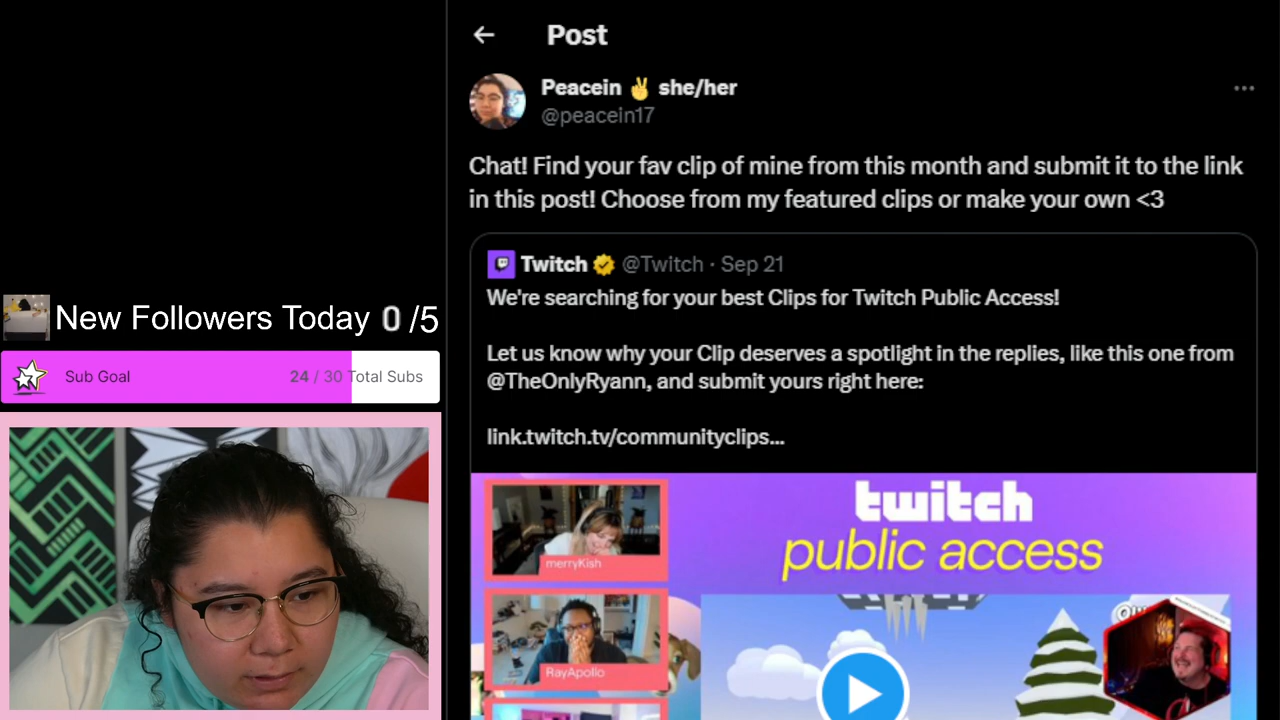 Post
Peacein ✌ she/her
@peacein17
Chat! Find your fav clip of mine from this month and submit it to the link
in this post! Choose from my featured clips or make your own <3
Twitch @Twitch · Sep 21
We're searching for your best Clips for Twitch Public Access!
Let us know why your Clip deserves a spotlight in the replies, like this one from
@TheOnlyRyann, and submit yours right here:
link.twitch.tv/communityclips...
twitch
public access
merryKish
RayApollo
New Followers Today 0 /5
Sub Goal 24 / 30 Total Subs